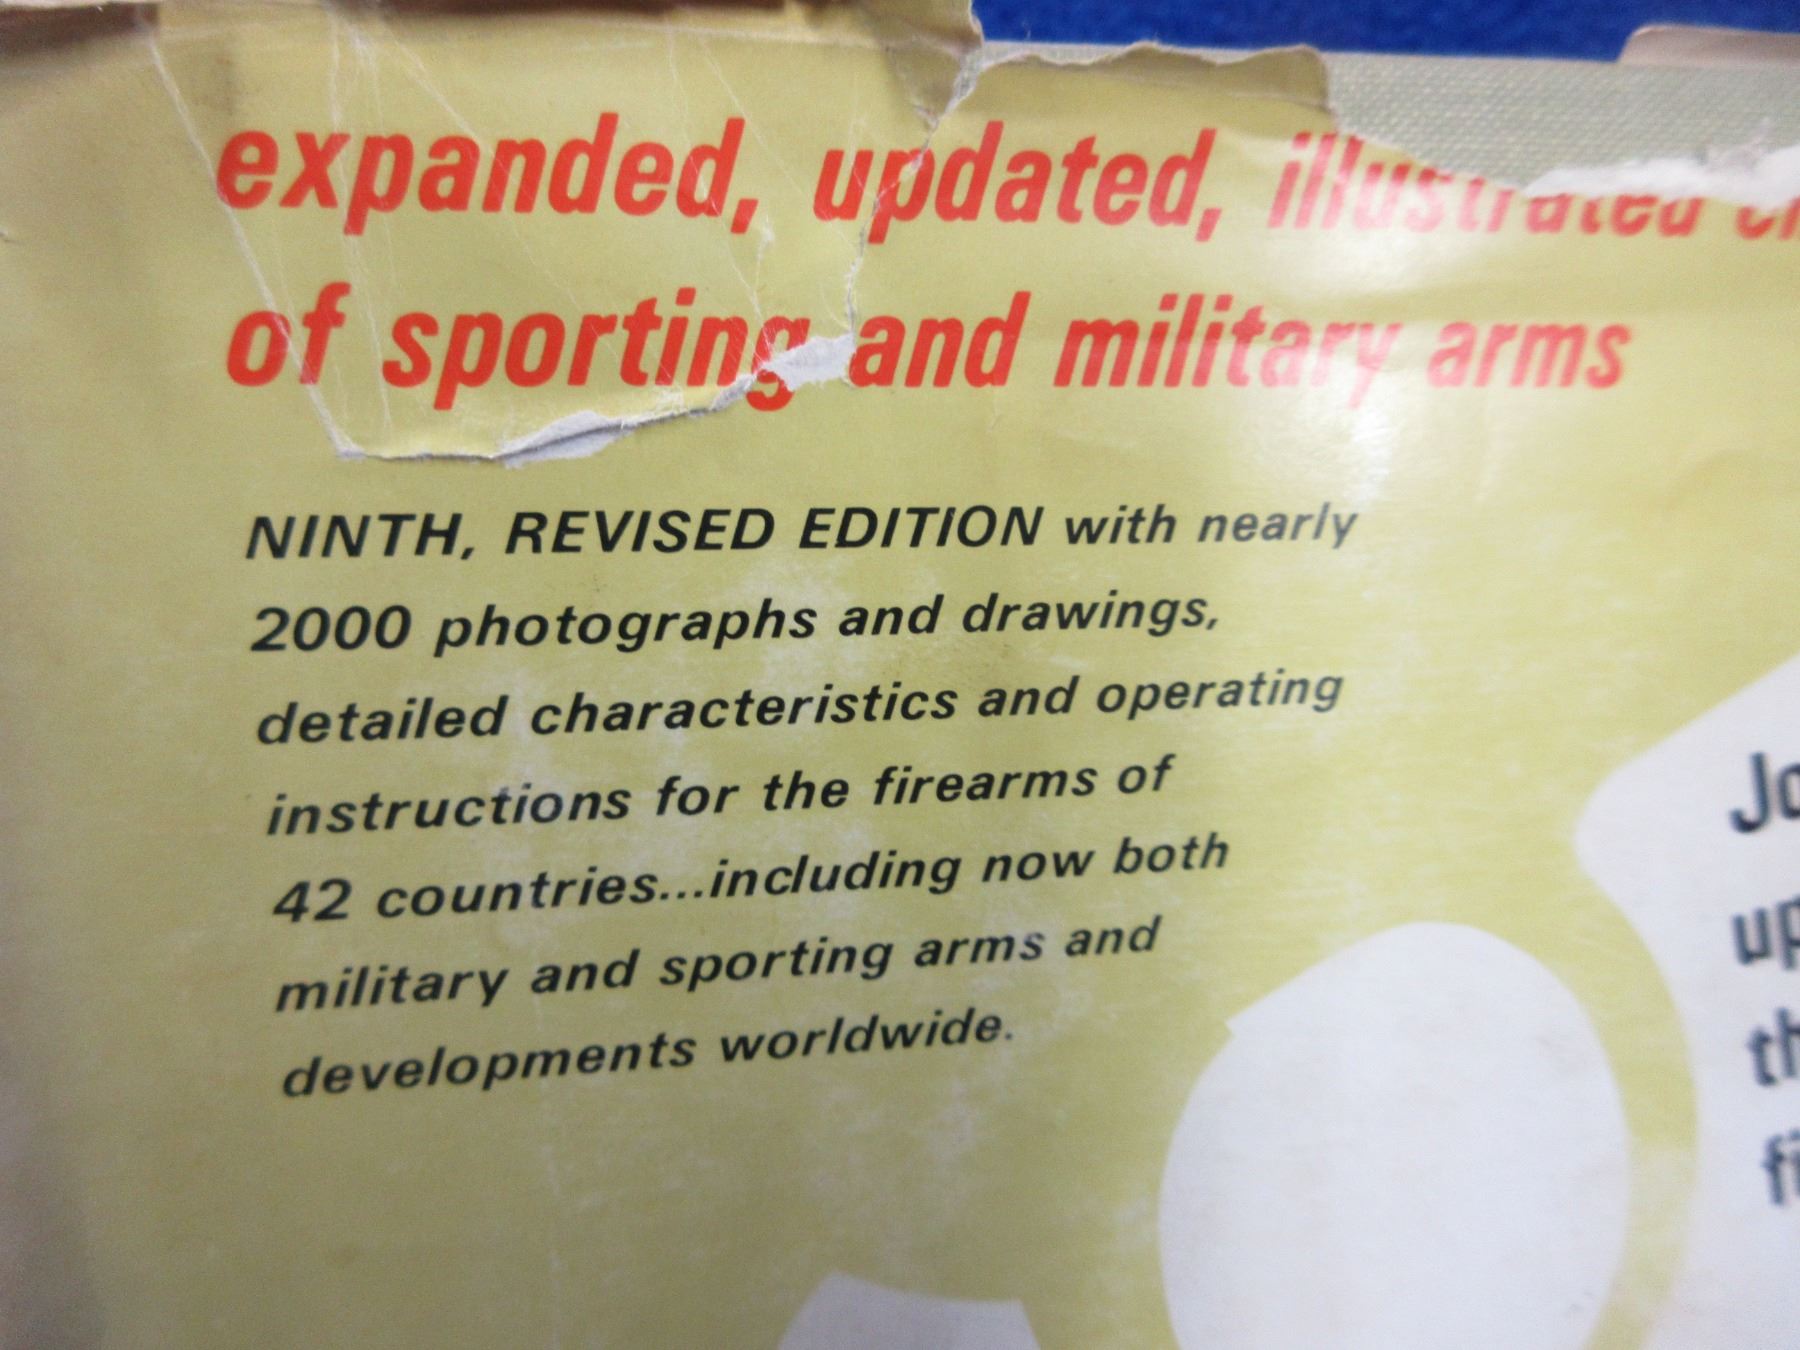 expanded, updated, illustrated
of sporting and military arms
NINTH, REVISED EDITION with nearly
2000 photographs and drawings,
detailed characteristics and operating
instructions for the firearms of
42 countries...including now both
military and sporting arms and
developments worldwide.